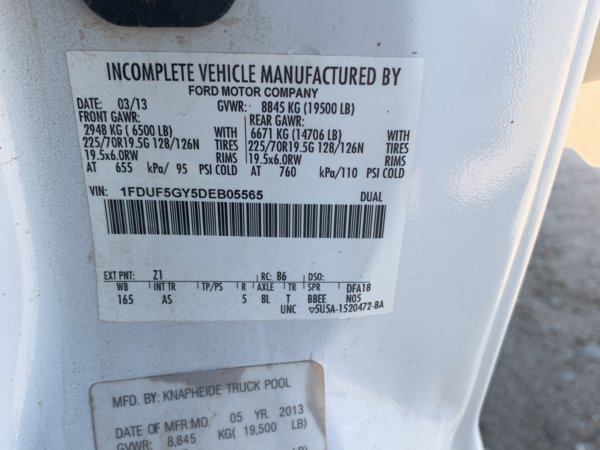 INCOMPLETE VEHICLE MANUFACTURED BY
FORD MOTOR COMPANY
DATE: 03/13 GVWR: 8845 KG (19500 LB)
FRONT GAWR: REAR GAWR:
2948 KG ( 6500 LB) WITH 6671 KG ( 14706 LB) WITH
225/70R19.5G 128/126N TIRES 225/70R19.5G 128/126N TIRES
19.5x6.0RW RIMS 19.5x6.0RW RIMS
AT 655 kPa/ 95 PSI COLD AT 760 kPa/110 PSI COLD
VIN: 1FDUF5GY5DEB05565 DUAL
EXT PNT: Z1 RC: 86 DSO:
WB INT TR TP/PS R AXLE TR SPR DFA18
165 AS 5 8L T BBEE N05
UNC 5U5A-1520472-BA
MFD. BY: KNAPHEIDE TRUCK POOL
DATE OF MFR:MO. 05 YR. 2013
GVWR: 8,845 KG( 19,500 LB)